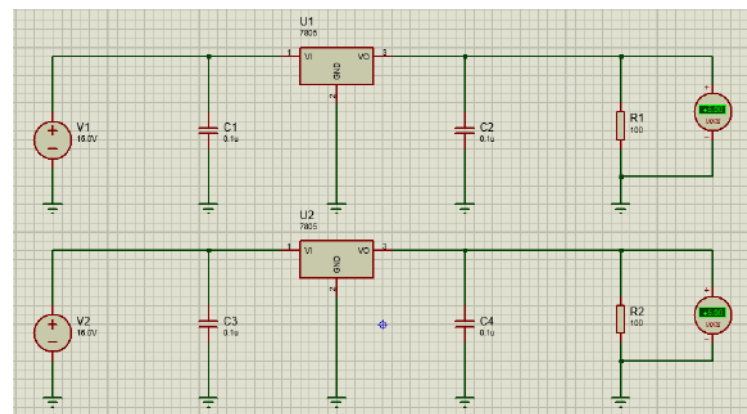 U1
7805
1 VI VO 3
GND
2
V1
16.0V
C1
0.1u
C2
0.1u
R1
100
+
+5.00
Volts
U2
7805
1 VI VO 3
GND
2
V2
16.0V
C3
0.1u
C4
0.1u
R2
100
+
+5.00
Volts